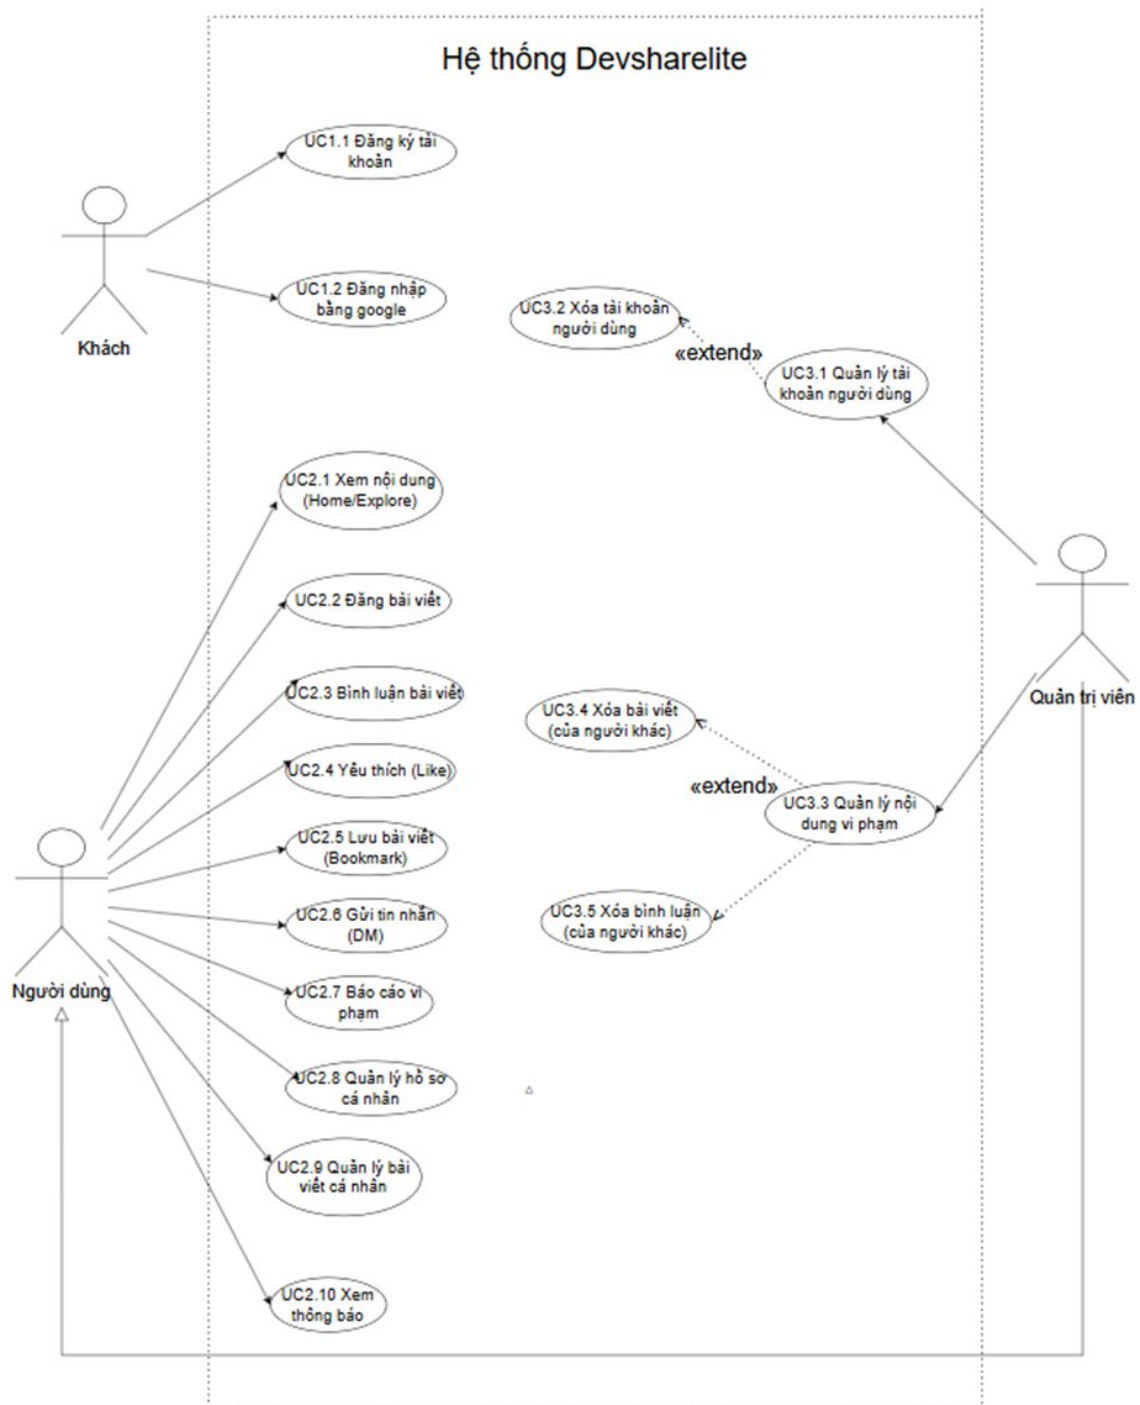 Hệ thống Devsharelite
UC1.1 Đăng ký tài
khoản
UC1.2 Đăng nhập
bằng google
Khách
UC3.2 Xóa tài khoản
người dùng
«extend»
UC3.1 Quản lý tài
khoản người dùng
UC2.1 Xem nội dung
(Home/Explore)
UC2.2 Đăng bài viết
UC2.3 Bình luận bài viết
UC2.4 Yêu thích (Like)
UC2.5 Lưu bài viết
(Bookmark)
UC2.6 Gửi tin nhắn
(DM)
UC2.7 Báo cáo vi
phạm
UC2.8 Quản lý hồ sơ
cá nhân
UC2.9 Quản lý bài
viết cá nhân
UC2.10 Xem
thông báo
Người dùng
UC3.4 Xóa bài viết
(của người khác)
«extend»
UC3.3 Quản lý nội
dung vi phạm
UC3.5 Xóa bình luận
(của người khác)
Quản trị viên